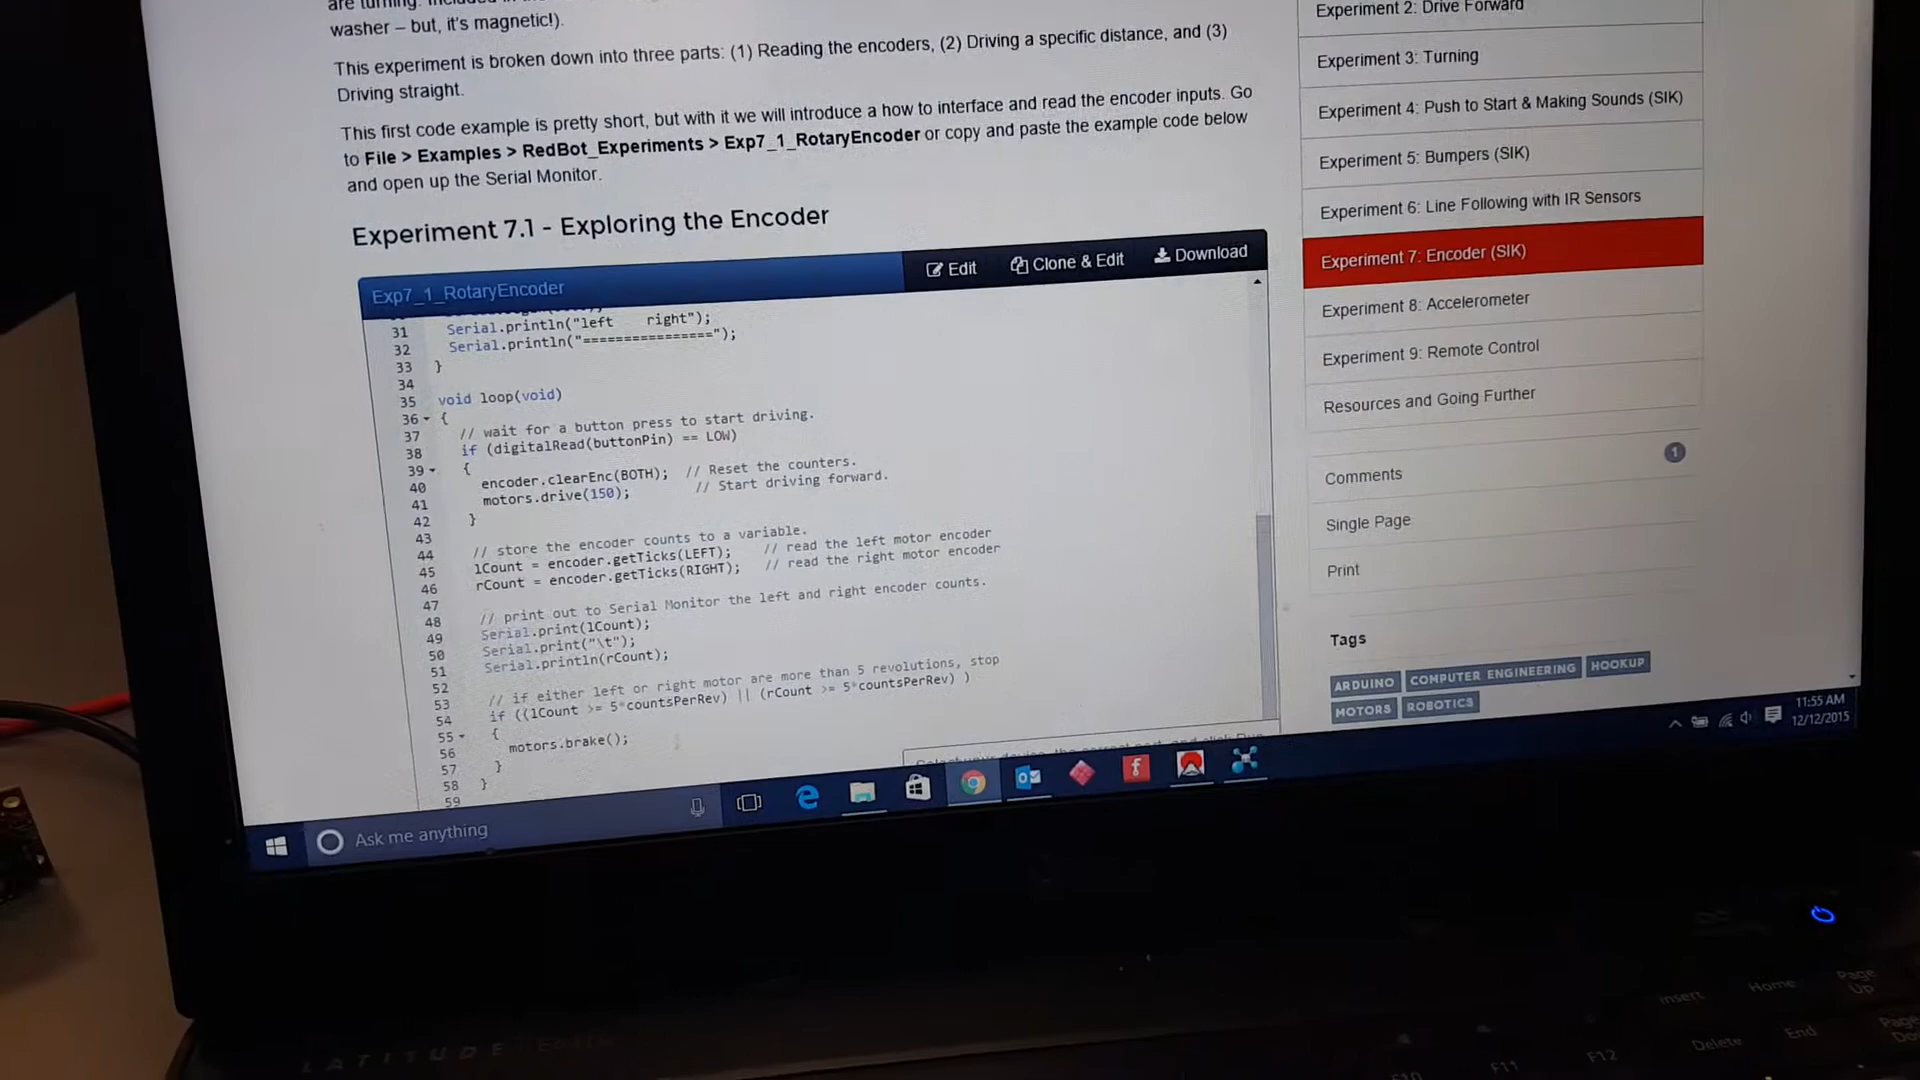 washer – but, it's magnetic!).
This experiment is broken down into three parts: (1) Reading the encoders, (2) Driving a specific distance, and (3)
Driving straight.
This first code example is pretty short, but with it we will introduce a how to interface and read the encoder inputs. Go
to File > Examples > RedBot_Experiments > Exp7_1_RotaryEncoder or copy and paste the example code below
and open up the Serial Monitor.
Experiment 7.1 - Exploring the Encoder
Edit Clone & Edit Download
Exp7_1_RotaryEncoder
31 Serial.println("left right");
32 Serial.println("================");
33 }
34
35 void loop(void)
36 {
37 // wait for a button press to start driving.
38 if (digitalRead(buttonPin) == LOW)
39 {
40 encoder.clearEnc(BOTH); // Reset the counters.
41 motors.drive(150); // Start driving forward.
42 }
43
44 // store the encoder counts to a variable.
45 lCount = encoder.getTicks(LEFT); // read the left motor encoder
46 rCount = encoder.getTicks(RIGHT); // read the right motor encoder
47
48 // print out to Serial Monitor the left and right encoder counts.
49 Serial.print(lCount);
50 Serial.print("\t");
51 Serial.println(rCount);
52
53 // if either left or right motor are more than 5 revolutions, stop
54 if ((lCount >= 5*countsPerRev) || (rCount >= 5*countsPerRev) )
55 {
56 motors.brake();
57 }
58 }
59
Experiment 2: Drive Forward
Experiment 3: Turning
Experiment 4: Push to Start & Making Sounds (SIK)
Experiment 5: Bumpers (SIK)
Experiment 6: Line Following with IR Sensors
Experiment 7: Encoder (SIK)
Experiment 8: Accelerometer
Experiment 9: Remote Control
Resources and Going Further
Comments 1
Single Page
Print
Tags
ARDUINO COMPUTER ENGINEERING HOOKUP
MOTORS ROBOTICS
Ask me anything
11:55 AM
12/12/2015
LATITUDE
Insert Home Page Up
Delete End
F10 F11 F12